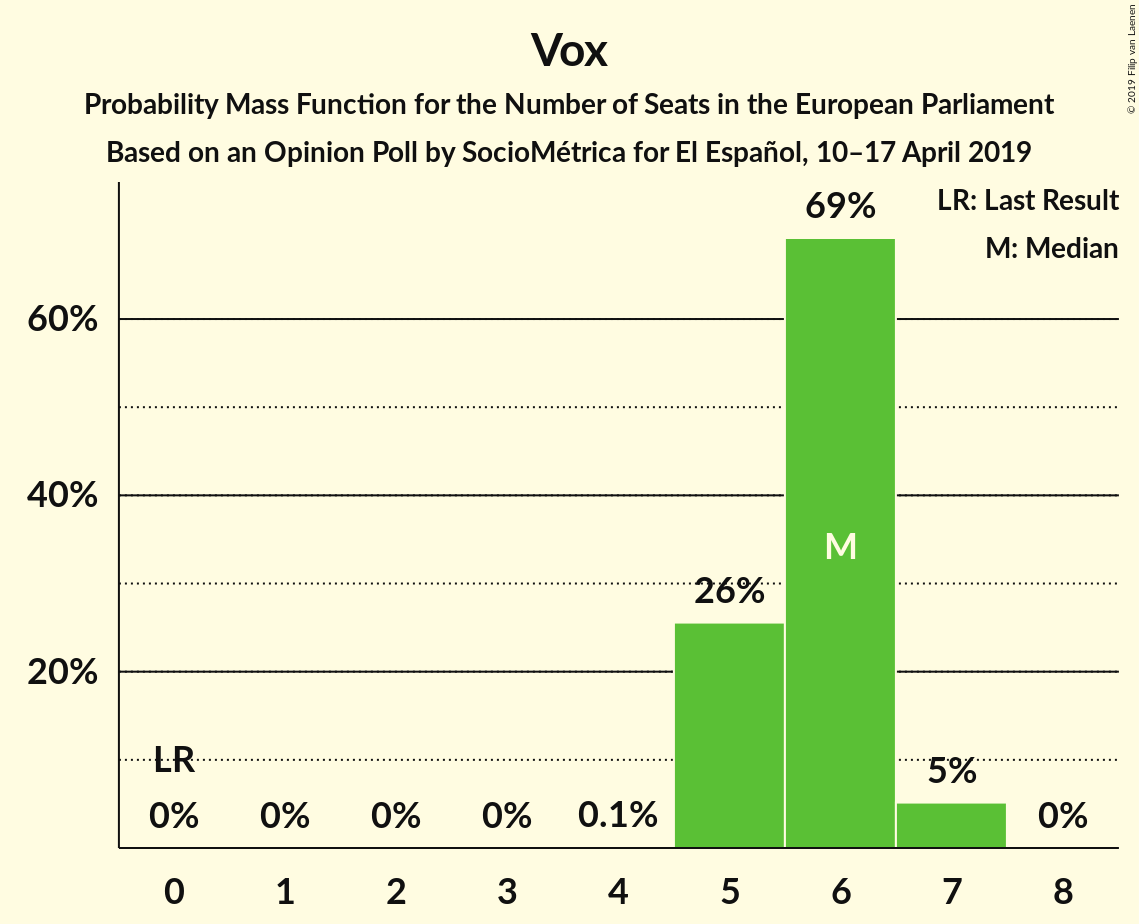 Vox
Probability Mass Function for the Number of Seats in the European Parliament
Based on an Opinion Poll by SocioMétrica for El Español, 10–17 April 2019
© 2019 Filip van Laenen
LR: Last Result
M: Median
69%
60%
40%
M
26%
20%
LR
5%
0% 0% 0% 0% 0.1% 0%
0 1 2 3 4 5 6 7 8